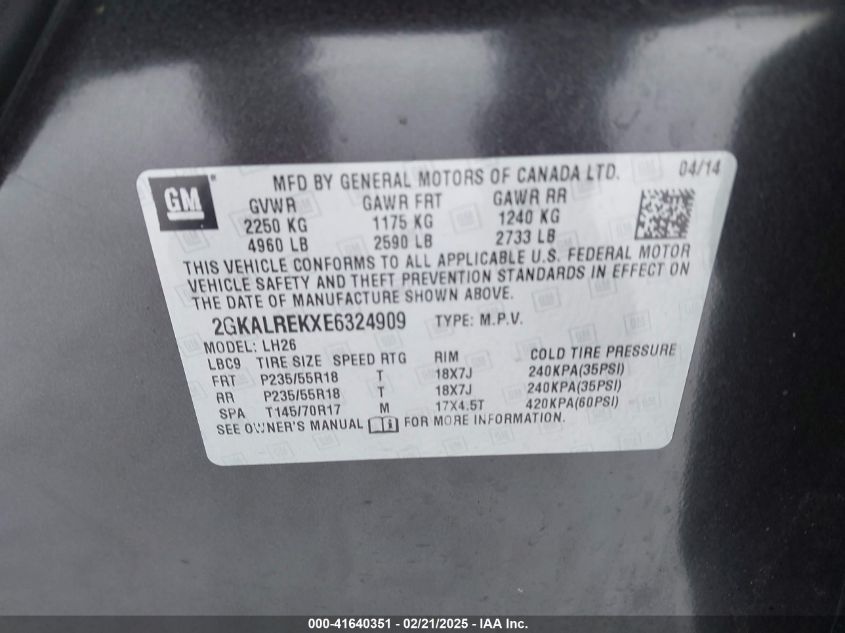 GM
MFD BY GENERAL MOTORS OF CANADA LTD. 04/14
GVWR GAWR FRT GAWR RR
2250 KG 1175 KG 1240 KG
4960 LB 2590 LB 2733 LB
THIS VEHICLE CONFORMS TO ALL APPLICABLE U.S. FEDERAL MOTOR
VEHICLE SAFETY AND THEFT PREVENTION STANDARDS IN EFFECT ON
THE DATE OF MANUFACTURE SHOWN ABOVE.
2GKALREKXE6324909 TYPE: M.P.V.
MODEL: LH26
LBC9 TIRE SIZE SPEED RTG RIM COLD TIRE PRESSURE
FRT P235/55R18 T 18X7J 240KPA(35PSI)
RR P235/55R18 T 18X7J 240KPA(35PSI)
SPA T145/70R17 M 17X4.5T 420KPA(60PSI)
SEE OWNER'S MANUAL FOR MORE INFORMATION.
000-41640351 / 02/21/2025 - IAA Inc.